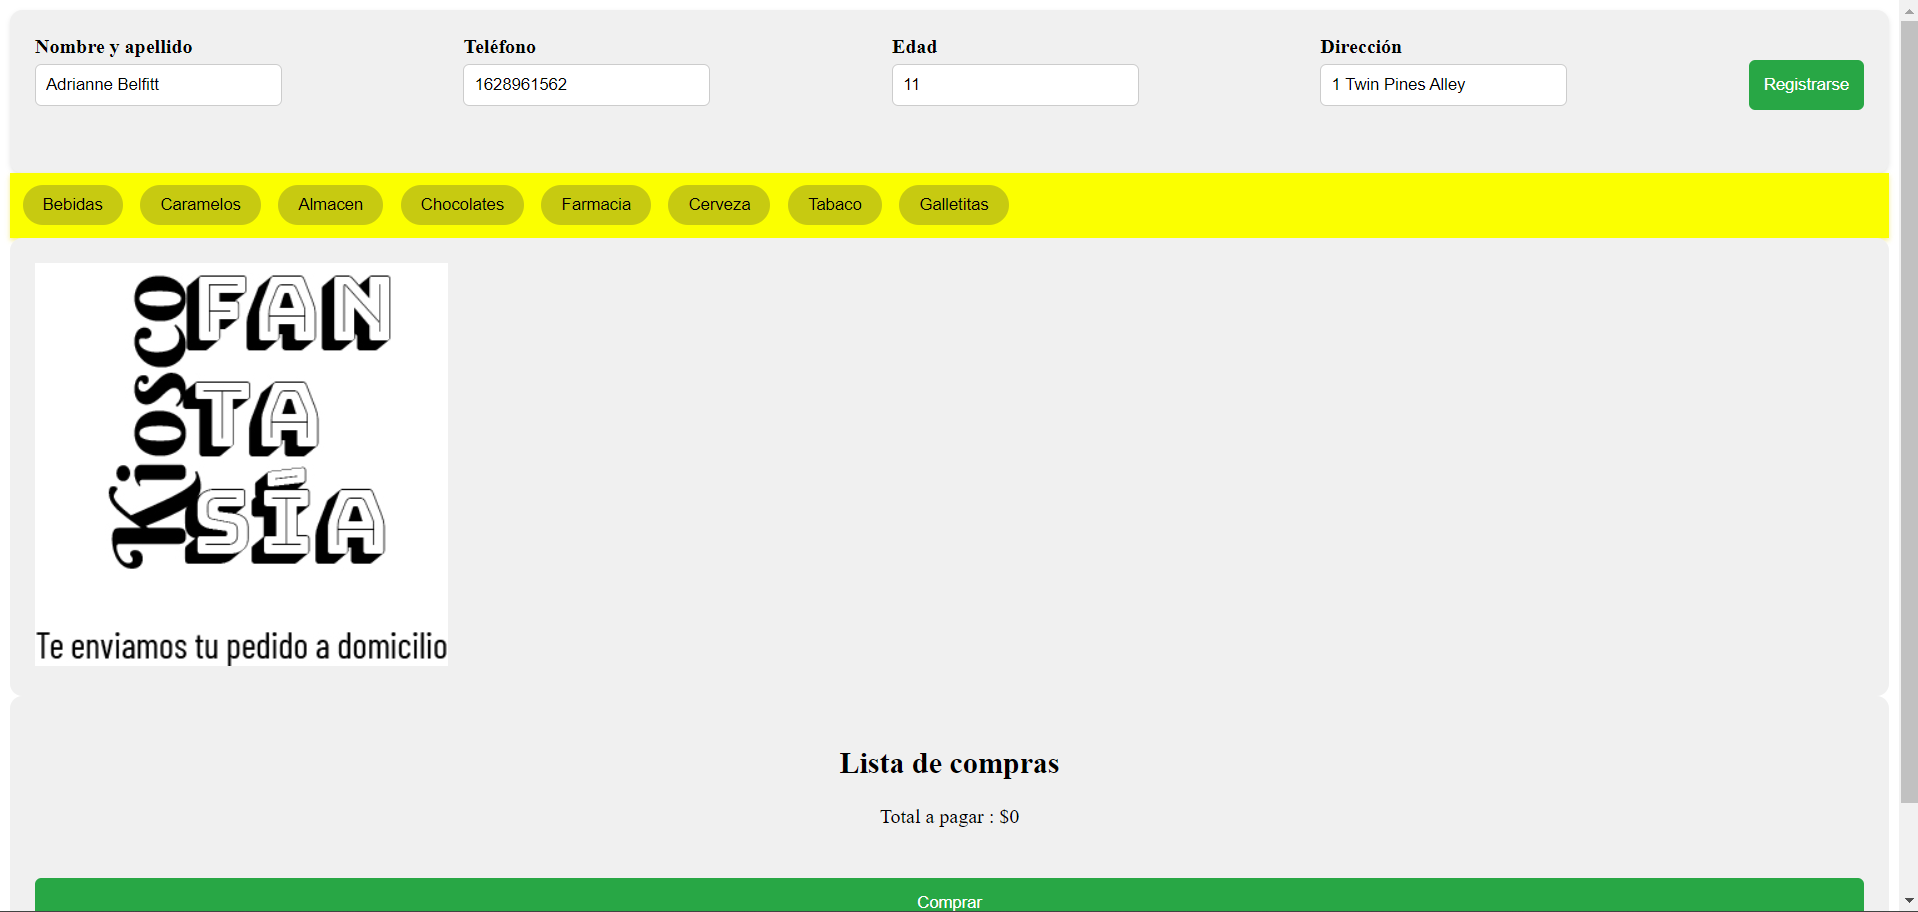 Nombre y apellido
Teléfono
Edad
Dirección
Adrianne Belfitt
1628961562
11
1 Twin Pines Alley
Registrarse
Bebidas
Caramelos
Almacen
Chocolates
Farmacia
Cerveza
Tabaco
Galletitas
Kiosco
FAN
TA
SÍA
Te enviamos tu pedido a domicilio
Lista de compras
Total a pagar : $0
Comprar